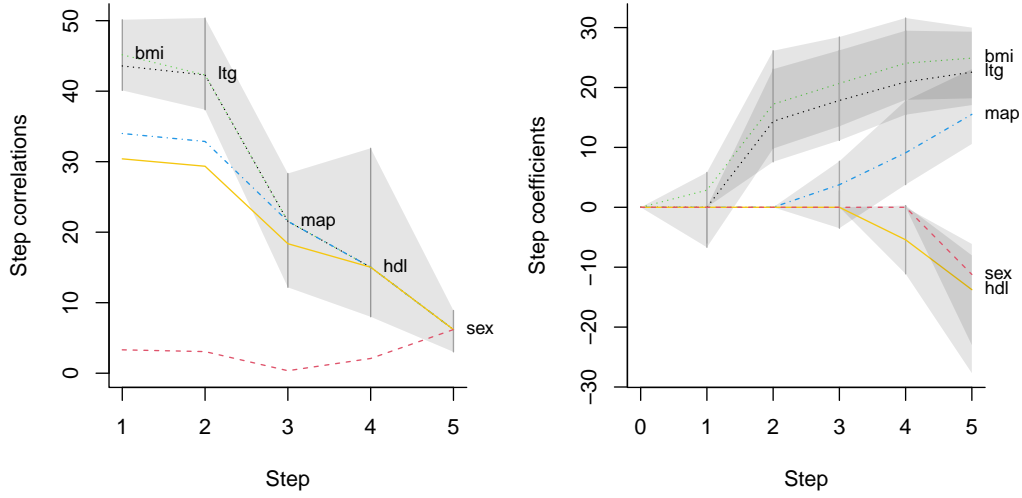 50
40
30
20
10
0
Step correlations
bmi
ltg
map
hdl
sex
1 2 3 4 5
Step
30
20
10
0
−10
−20
−30
Step coefficients
bmi
ltg
map
sex
hdl
0 1 2 3 4 5
Step